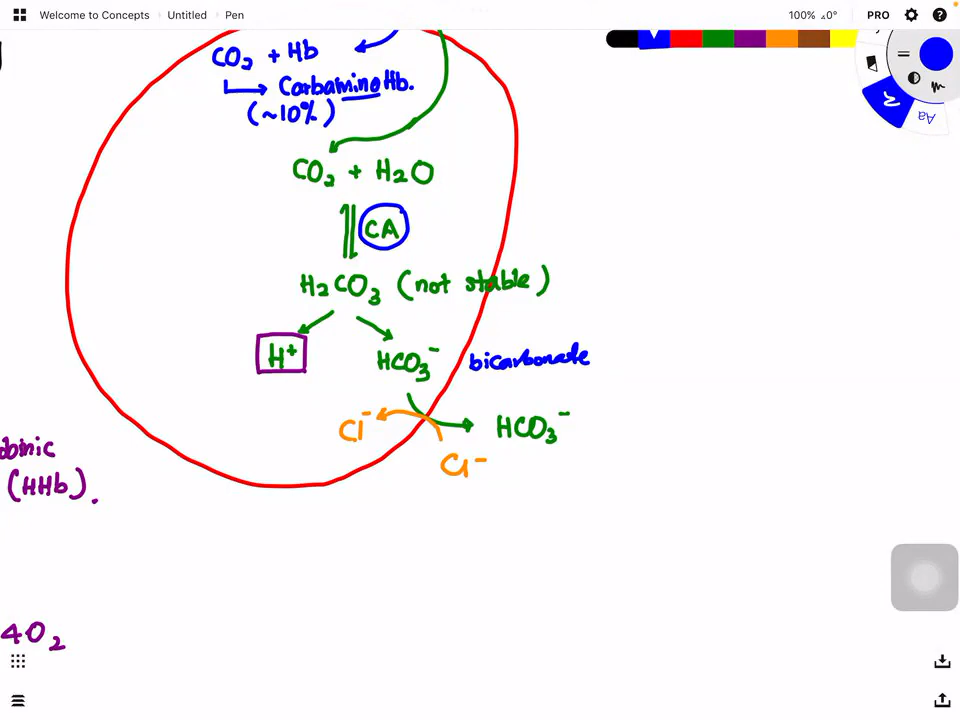 Welcome to Concepts Untitled Pen 100% 0° PRO
CO2 + Hb
Carbamino Hb.
(~10%)
Aa
CO2 + H2O
CA
H2CO3 (not stable)
H+ HCO3- bicarbonate
Cl- HCO3-
Cl-
(HHb).
4O2